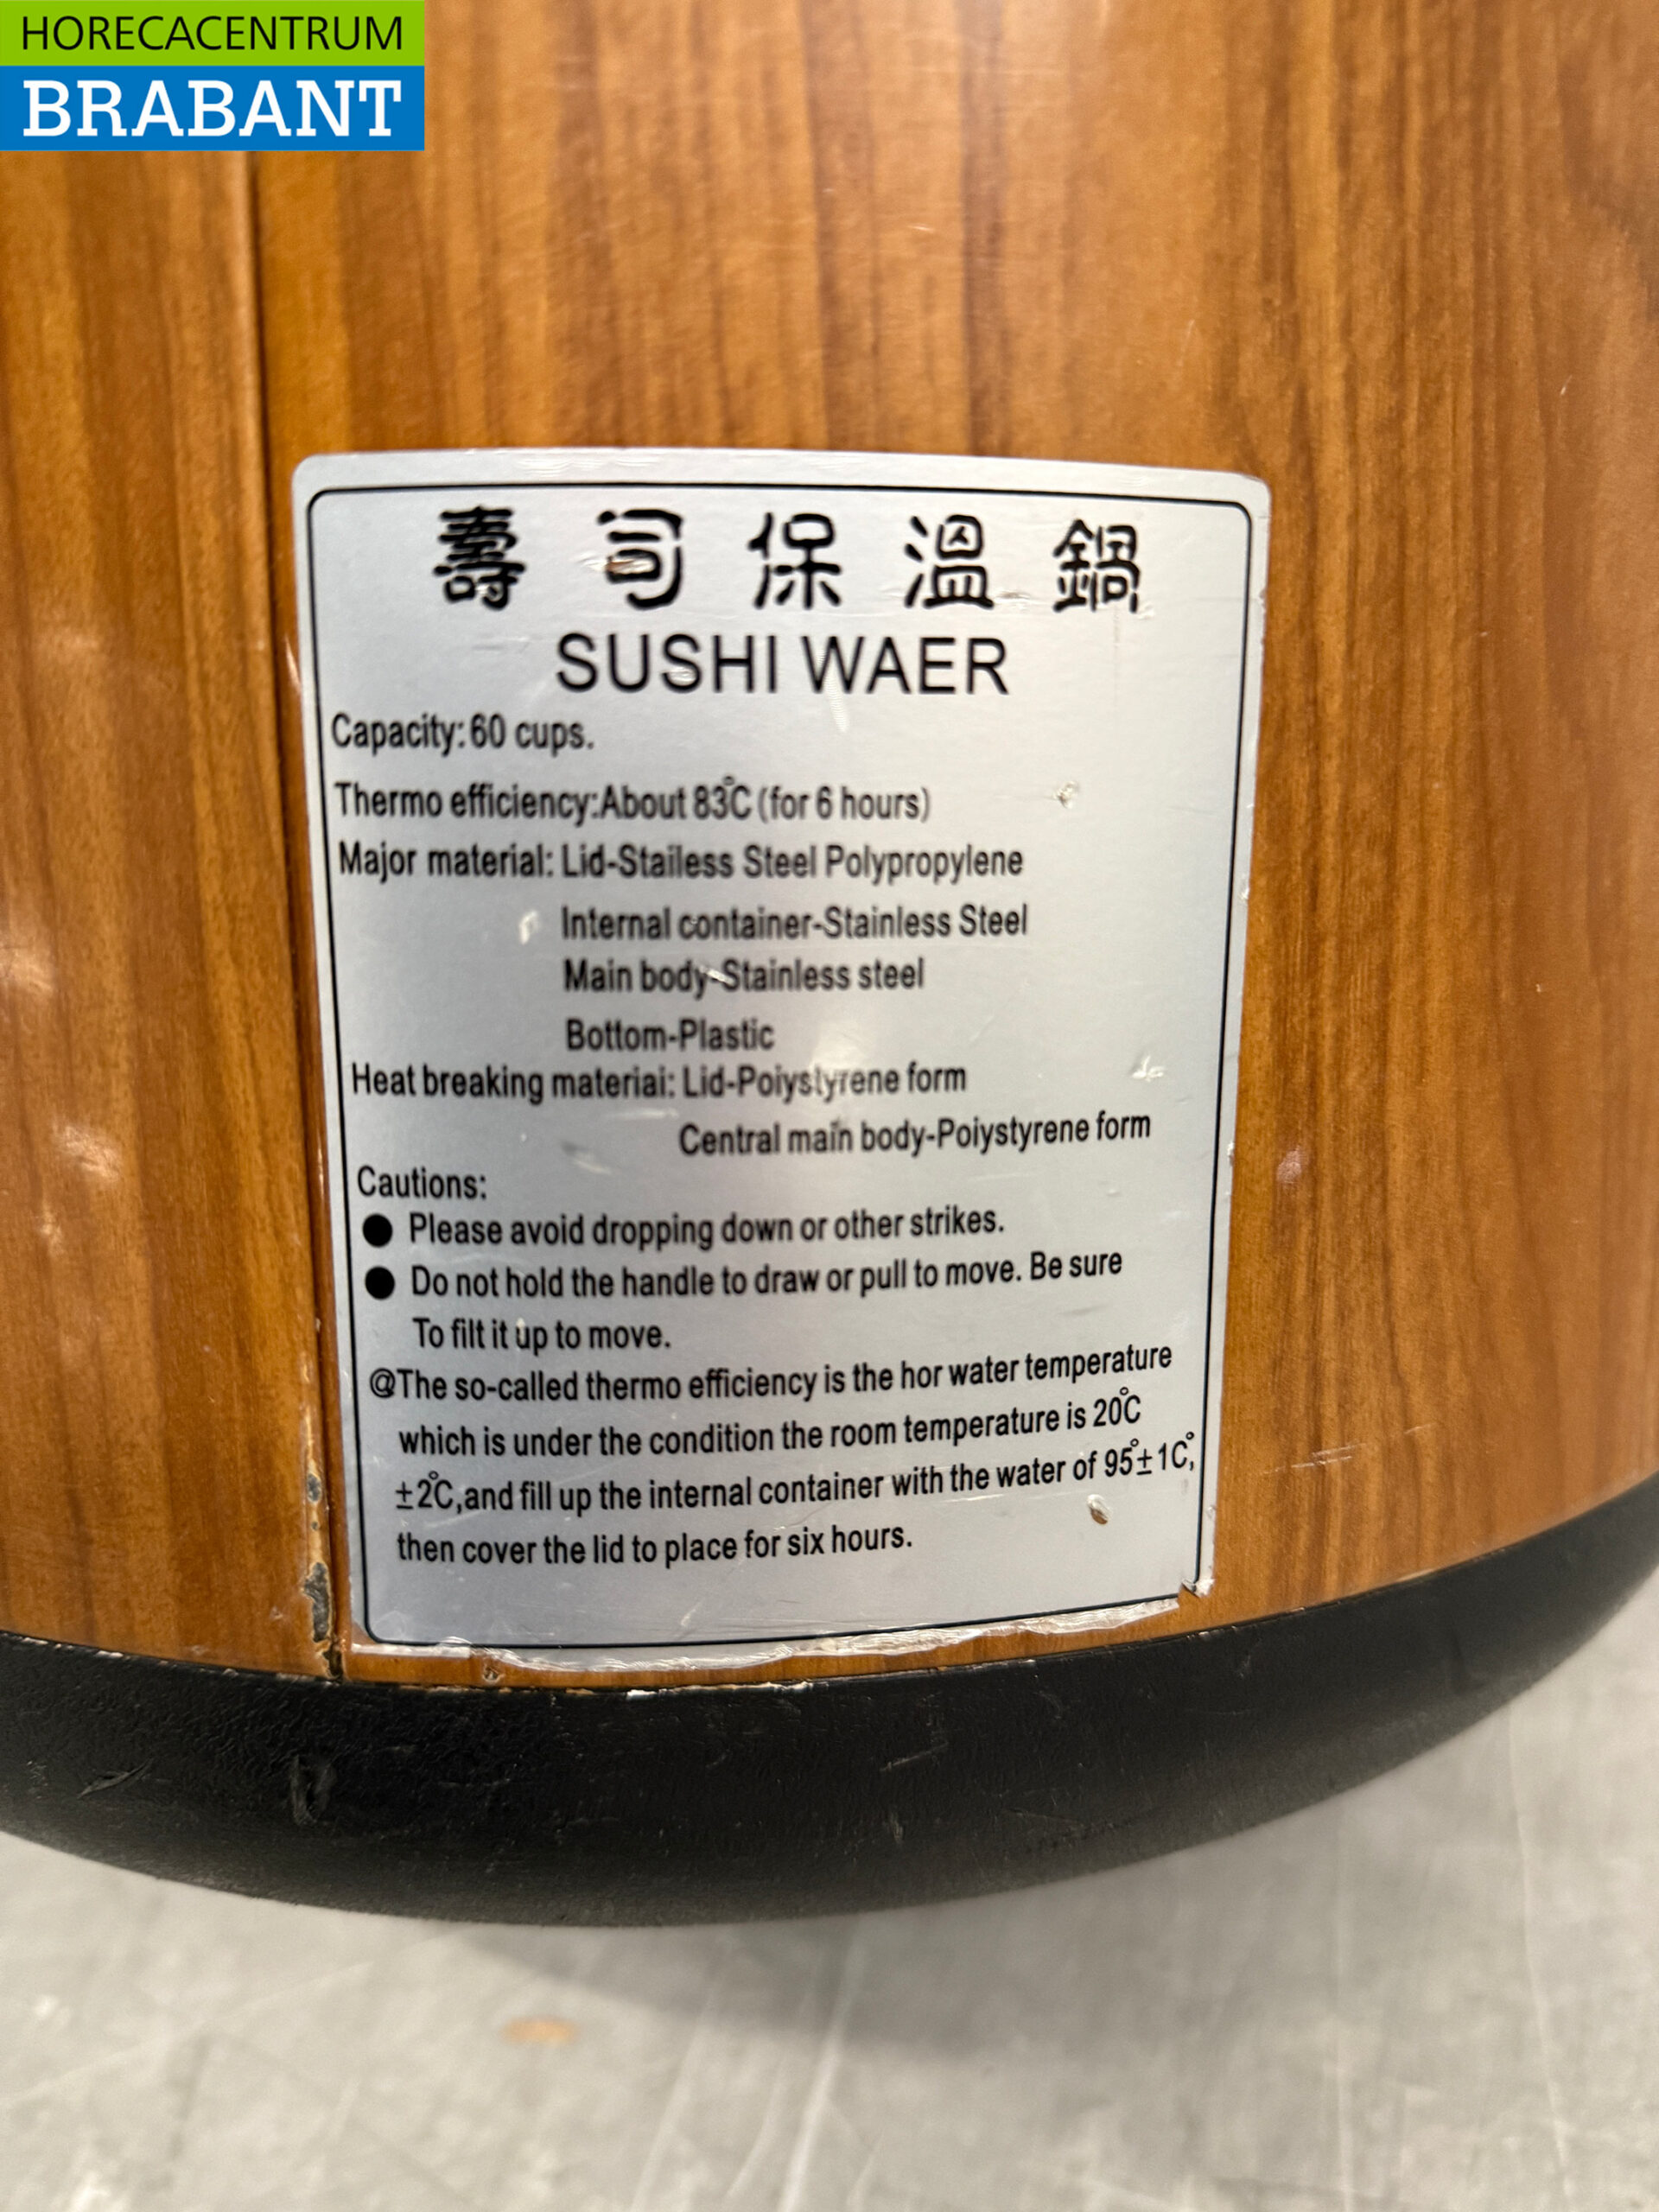 HORECACENTRUM
BRABANT
壽司保溫鍋
SUSHI WAER
Capacity: 60 cups.
Thermo efficiency:About 83°C (for 6 hours)
Major material: Lid-Stailess Steel Polypropylene
Internal container-Stainless Steel
Main body-Stainless steel
Bottom-Plastic
Heat breaking materiai: Lid-Poiystyrene form
Central main body-Poiystyrene form
Cautions:
● Please avoid dropping down or other strikes.
● Do not hold the handle to draw or pull to move. Be sure
To filt it up to move.
@The so-called thermo efficiency is the hor water temperature
which is under the condition the room temperature is 20°C
±2°C,and fill up the internal container with the water of 95°±1C°,
then cover the lid to place for six hours.